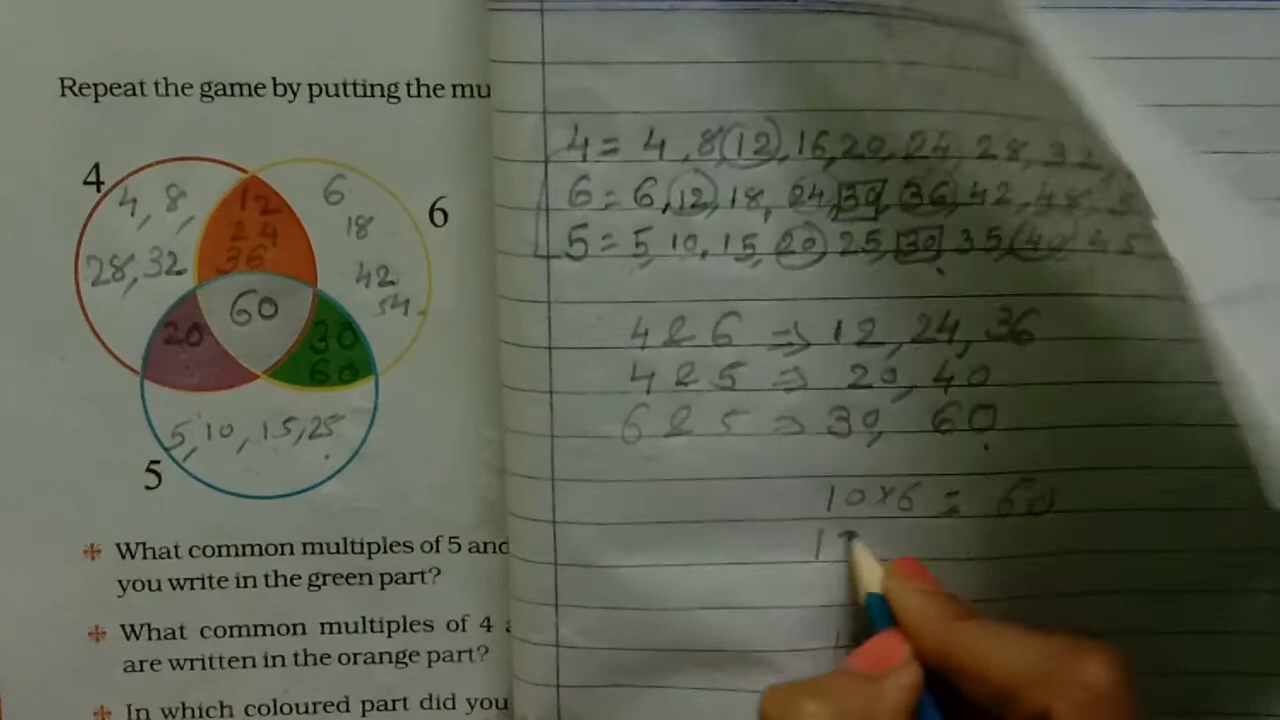 Repeat the game by putting the mu
4
6
4, 8,
28, 32
12
24
36
6
18
42
54
60
20
30
60
5, 10, 15, 25
5
What common multiples of 5 and
you write in the green part?
What common multiples of 4
are written in the orange part?
In which coloured part did you
4 = 4, 8, 12, 16, 20, 24, 28, 32,
6 = 6, 12, 18, 24, 30, 36, 42, 48
5 = 5, 10, 15, 20, 25, 30, 35, 40, 45
4 & 6 ⇒ 12, 24, 36
4 & 5 ⇒ 20, 40
6 & 5 ⇒ 30, 60
10 × 6 = 60